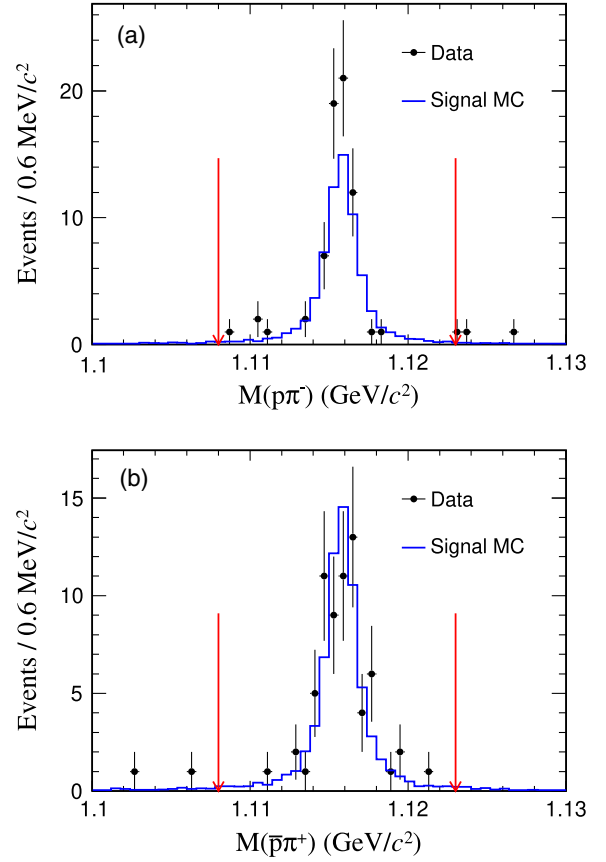 (a)
Data
Signal MC
Events / 0.6 MeV/c²
20
10
0
1.1 1.11 1.12 1.13
M(pπ⁻) (GeV/c²)
(b)
Data
Signal MC
Events / 0.6 MeV/c²
15
10
5
0
1.1 1.11 1.12 1.13
M(p̅π⁺) (GeV/c²)